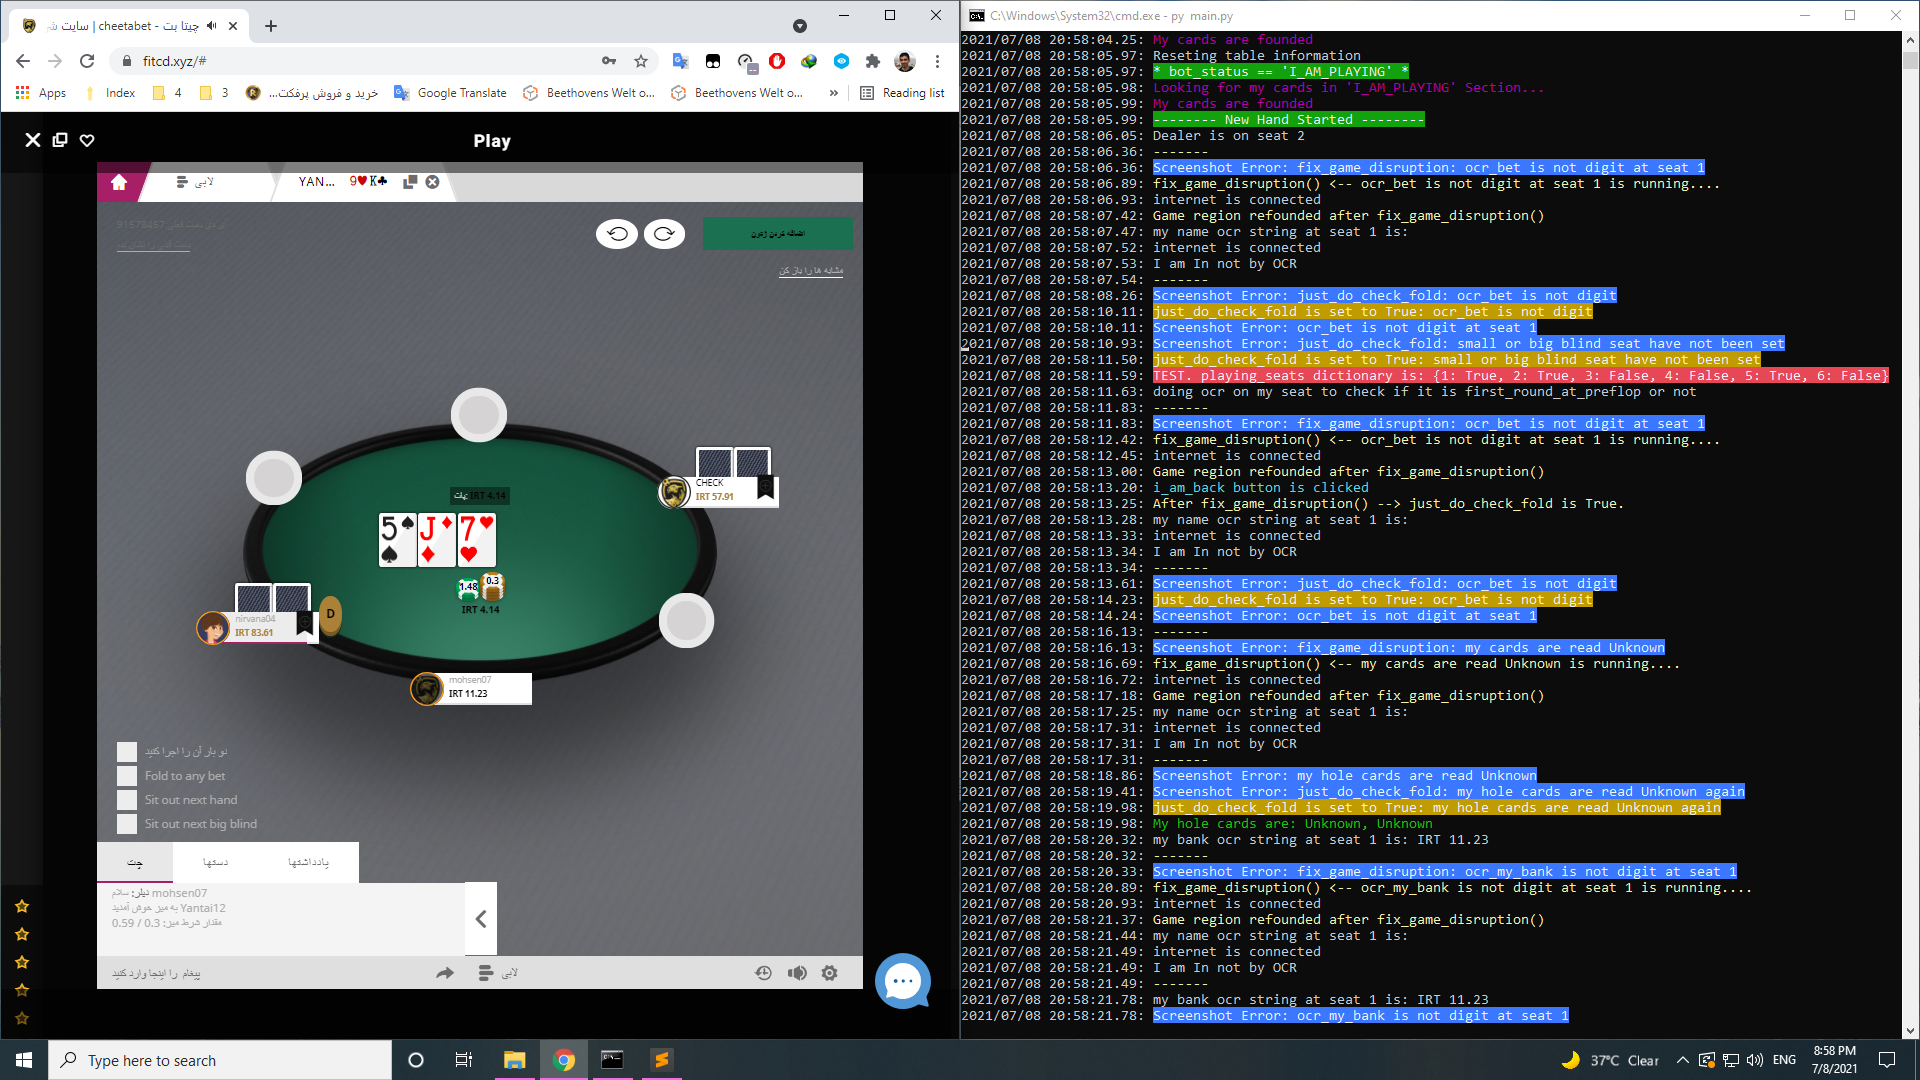 چیتا بت - cheetabet | سایت
fitcd.xyz/#
Apps
Index
4
3
خرید و فروش پرفکت...
Google Translate
Beethovens Welt o...
Beethovens Welt o...
»
Reading list
Play
لابی
YAN...
9♥K♣
91578457
اضافه کردن ژتون
مشابه ها را باز کن
CHECK
IRT 57.91
پات: IRT 4.14
5♠ J♦ 7♥
1.48
0.3
IRT 4.14
nirvana04
IRT 83.61
D
mohsen07
IRT 11.23
دو بار آن را اجرا کنید
Fold to any bet
Sit out next hand
Sit out next big blind
چت
دستها
یادداشتها
دیلر: سلام mohsen07
به میز خوش آمدید Yantai12
مقدار شرط میز: 0.3 / 0.59
پیغام را اینجا وارد کنید
لابی
C:\Windows\System32\cmd.exe - py main.py
2021/07/08 20:58:04.25: My cards are founded
2021/07/08 20:58:05.97: Reseting table information
2021/07/08 20:58:05.97: * bot_status == 'I_AM_PLAYING' *
2021/07/08 20:58:05.98: Looking for my cards in 'I_AM_PLAYING' Section...
2021/07/08 20:58:05.99: My cards are founded
2021/07/08 20:58:05.99: -------- New Hand Started --------
2021/07/08 20:58:06.05: Dealer is on seat 2
2021/07/08 20:58:06.36: -------
2021/07/08 20:58:06.36: Screenshot Error: fix_game_disruption: ocr_bet is not digit at seat 1
2021/07/08 20:58:06.89: fix_game_disruption() <-- ocr_bet is not digit at seat 1 is running....
2021/07/08 20:58:06.93: internet is connected
2021/07/08 20:58:07.42: Game region refounded after fix_game_disruption()
2021/07/08 20:58:07.47: my name ocr string at seat 1 is:
2021/07/08 20:58:07.52: internet is connected
2021/07/08 20:58:07.53: I am In not by OCR
2021/07/08 20:58:07.54: -------
2021/07/08 20:58:08.26: Screenshot Error: just_do_check_fold: ocr_bet is not digit
2021/07/08 20:58:10.11: just_do_check_fold is set to True: ocr_bet is not digit
2021/07/08 20:58:10.11: Screenshot Error: ocr_bet is not digit at seat 1
2021/07/08 20:58:10.93: Screenshot Error: just_do_check_fold: small or big blind seat have not been set
2021/07/08 20:58:11.50: just_do_check_fold is set to True: small or big blind seat have not been set
2021/07/08 20:58:11.59: TEST. playing_seats dictionary is: {1: True, 2: True, 3: False, 4: False, 5: True, 6: False}
2021/07/08 20:58:11.63: doing ocr on my seat to check if it is first_round_at_preflop or not
2021/07/08 20:58:11.83: -------
2021/07/08 20:58:11.83: Screenshot Error: fix_game_disruption: ocr_bet is not digit at seat 1
2021/07/08 20:58:12.42: fix_game_disruption() <-- ocr_bet is not digit at seat 1 is running....
2021/07/08 20:58:12.45: internet is connected
2021/07/08 20:58:13.00: Game region refounded after fix_game_disruption()
2021/07/08 20:58:13.20: i_am_back button is clicked
2021/07/08 20:58:13.25: After fix_game_disruption() --> just_do_check_fold is True.
2021/07/08 20:58:13.28: my name ocr string at seat 1 is:
2021/07/08 20:58:13.33: internet is connected
2021/07/08 20:58:13.34: I am In not by OCR
2021/07/08 20:58:13.34: -------
2021/07/08 20:58:13.61: Screenshot Error: just_do_check_fold: ocr_bet is not digit
2021/07/08 20:58:14.23: just_do_check_fold is set to True: ocr_bet is not digit
2021/07/08 20:58:14.24: Screenshot Error: ocr_bet is not digit at seat 1
2021/07/08 20:58:16.13: -------
2021/07/08 20:58:16.13: Screenshot Error: fix_game_disruption: my cards are read Unknown
2021/07/08 20:58:16.69: fix_game_disruption() <-- my cards are read Unknown is running....
2021/07/08 20:58:16.72: internet is connected
2021/07/08 20:58:17.18: Game region refounded after fix_game_disruption()
2021/07/08 20:58:17.25: my name ocr string at seat 1 is:
2021/07/08 20:58:17.31: internet is connected
2021/07/08 20:58:17.31: I am In not by OCR
2021/07/08 20:58:17.31: -------
2021/07/08 20:58:18.86: Screenshot Error: my hole cards are read Unknown
2021/07/08 20:58:19.41: Screenshot Error: just_do_check_fold: my hole cards are read Unknown again
2021/07/08 20:58:19.98: just_do_check_fold is set to True: my hole cards are read Unknown again
2021/07/08 20:58:19.98: My hole cards are: Unknown, Unknown
2021/07/08 20:58:20.32: my bank ocr string at seat 1 is: IRT 11.23
2021/07/08 20:58:20.32: -------
2021/07/08 20:58:20.33: Screenshot Error: fix_game_disruption: ocr_my_bank is not digit at seat 1
2021/07/08 20:58:20.89: fix_game_disruption() <-- ocr_my_bank is not digit at seat 1 is running....
2021/07/08 20:58:20.93: internet is connected
2021/07/08 20:58:21.37: Game region refounded after fix_game_disruption()
2021/07/08 20:58:21.44: my name ocr string at seat 1 is:
2021/07/08 20:58:21.49: internet is connected
2021/07/08 20:58:21.49: I am In not by OCR
2021/07/08 20:58:21.49: -------
2021/07/08 20:58:21.78: my bank ocr string at seat 1 is: IRT 11.23
2021/07/08 20:58:21.78: Screenshot Error: ocr_my_bank is not digit at seat 1
Type here to search
37°C Clear
ENG
8:58 PM
7/8/2021